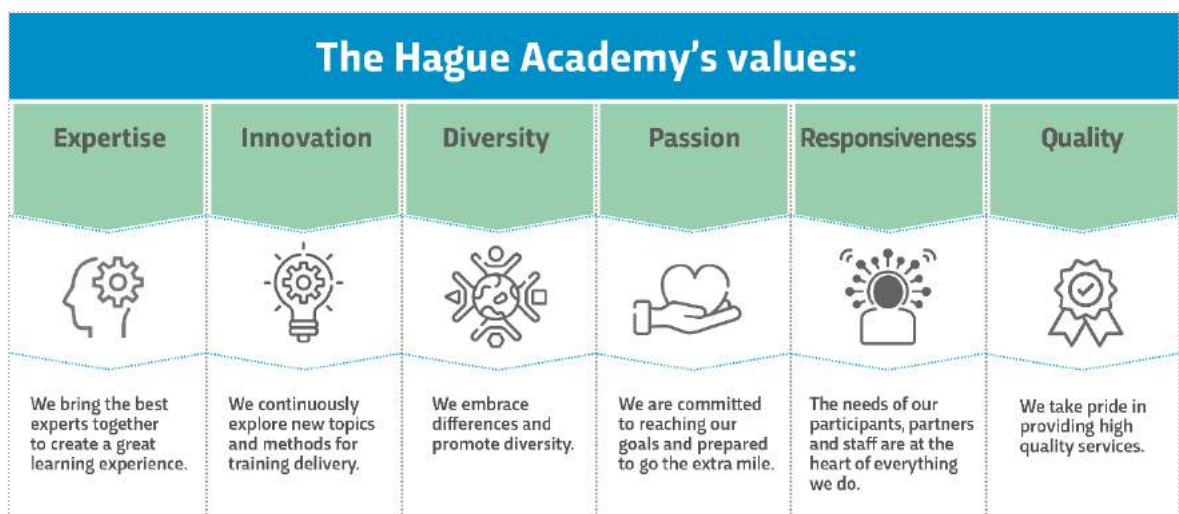 The Hague Academy's values:
Expertise
Innovation
Diversity
Passion
Responsiveness
Quality
We bring the best
experts together
to create a great
learning experience.
We continuously
explore new topics
and methods for
training delivery.
We embrace
differences and
promote diversity.
We are committed
to reaching our
goals and prepared
to go the extra mile.
The needs of our
participants, partners
and staff are at the
heart of everything
we do.
We take pride in
providing high
quality services.